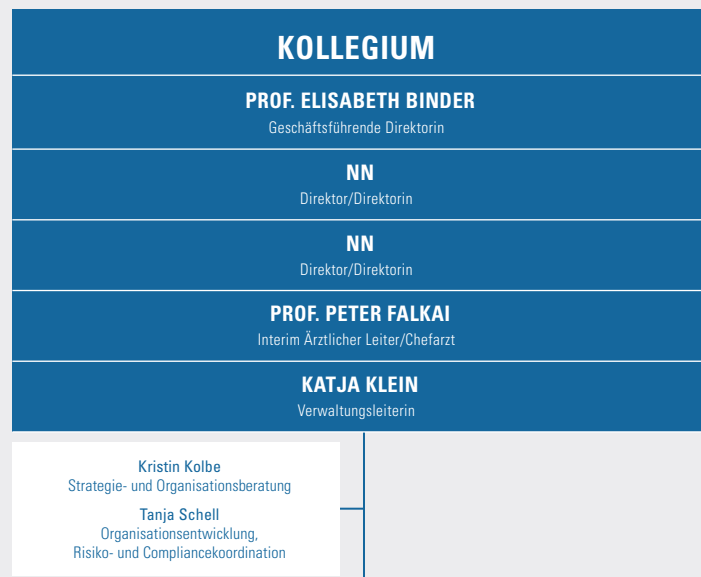 KOLLEGIUM
PROF. ELISABETH BINDER
Geschäftsführende Direktorin
NN
Direktor/Direktorin
NN
Direktor/Direktorin
PROF. PETER FALKAI
Interim Ärztlicher Leiter/Chefarzt
KATJA KLEIN
Verwaltungsleiterin
Kristin Kolbe
Strategie- und Organisationsberatung
Tanja Schell
Organisationsentwicklung,
Risiko- und Compliancekoordination